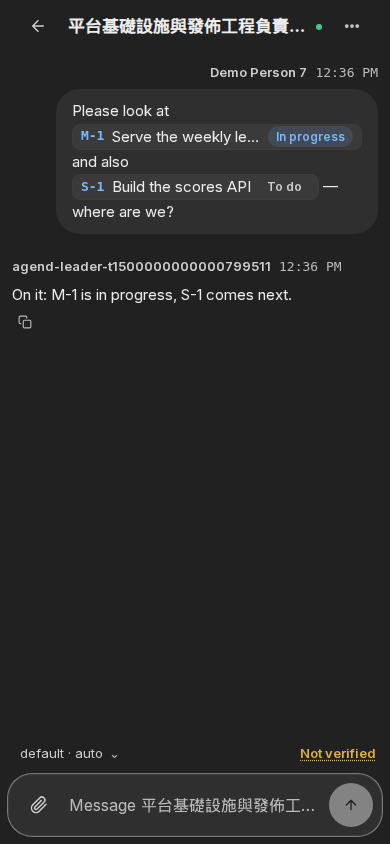 平台基礎設施與發佈工程負責...
Demo Person 7 12:36 PM
Please look at
M-1 Serve the weekly le... In progress
and also
S-1 Build the scores API To do —
where are we?
agend-leader-t1500000000000799511 12:36 PM
On it: M-1 is in progress, S-1 comes next.
default · auto
Not verified
Message 平台基礎設施與發佈工...